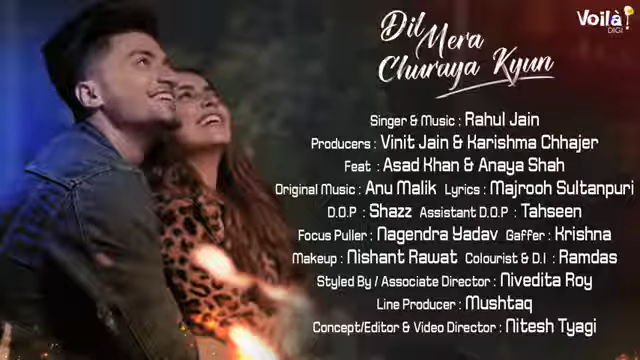 Dil Mera
Churaya Kyun
Voilà!
DIGI
Singer & Music : Rahul Jain
Producers : Vinit Jain & Karishma Chhajer
Feat : Asad Khan & Anaya Shah
Original Music : Anu Malik Lyrics : Majrooh Sultanpuri
D.O.P : Shazz Assistant D.O.P : Tahseen
Focus Puller : Nagendra Yadav Gaffer : Krishna
Makeup : Nishant Rawat Colourist & D.I : Ramdas
Styled By / Associate Director : Nivedita Roy
Line Producer : Mushtaq
Concept/Editor & Video Director : Nitesh Tyagi